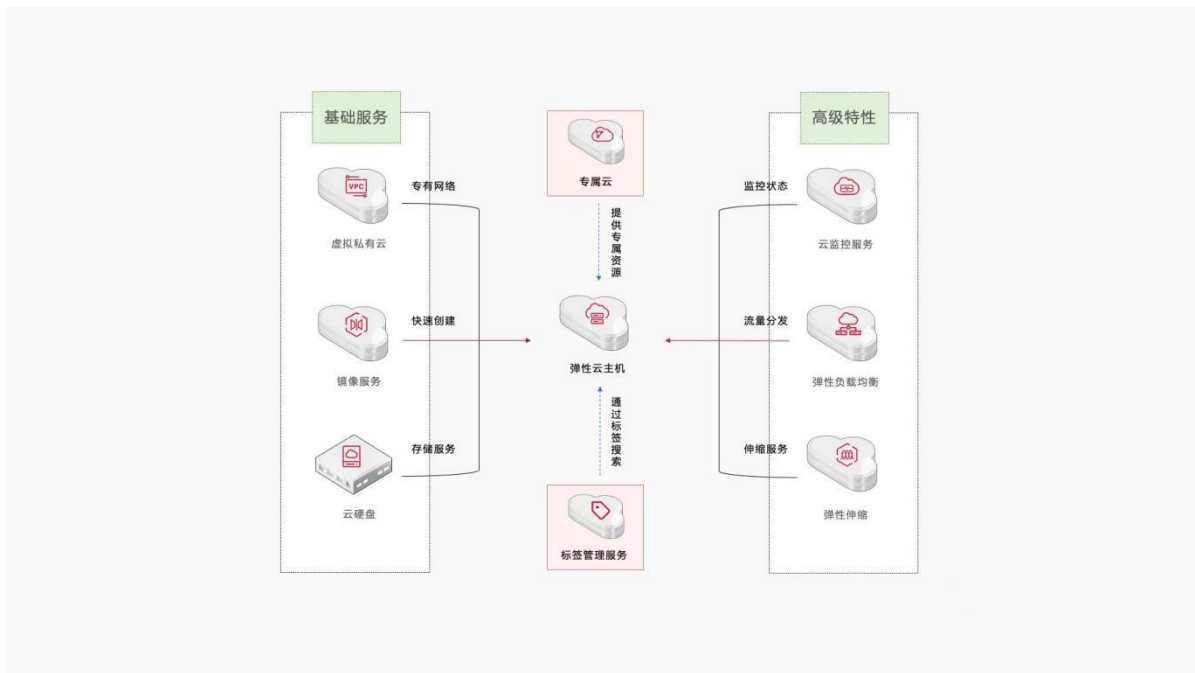 基础服务
VPC
专有网络
虚拟私有云
快速创建
镜像服务
存储服务
云硬盘
专属云
提供专属资源
弹性云主机
通过标签搜索
标签管理服务
高级特性
监控状态
云监控服务
流量分发
弹性负载均衡
伸缩服务
弹性伸缩